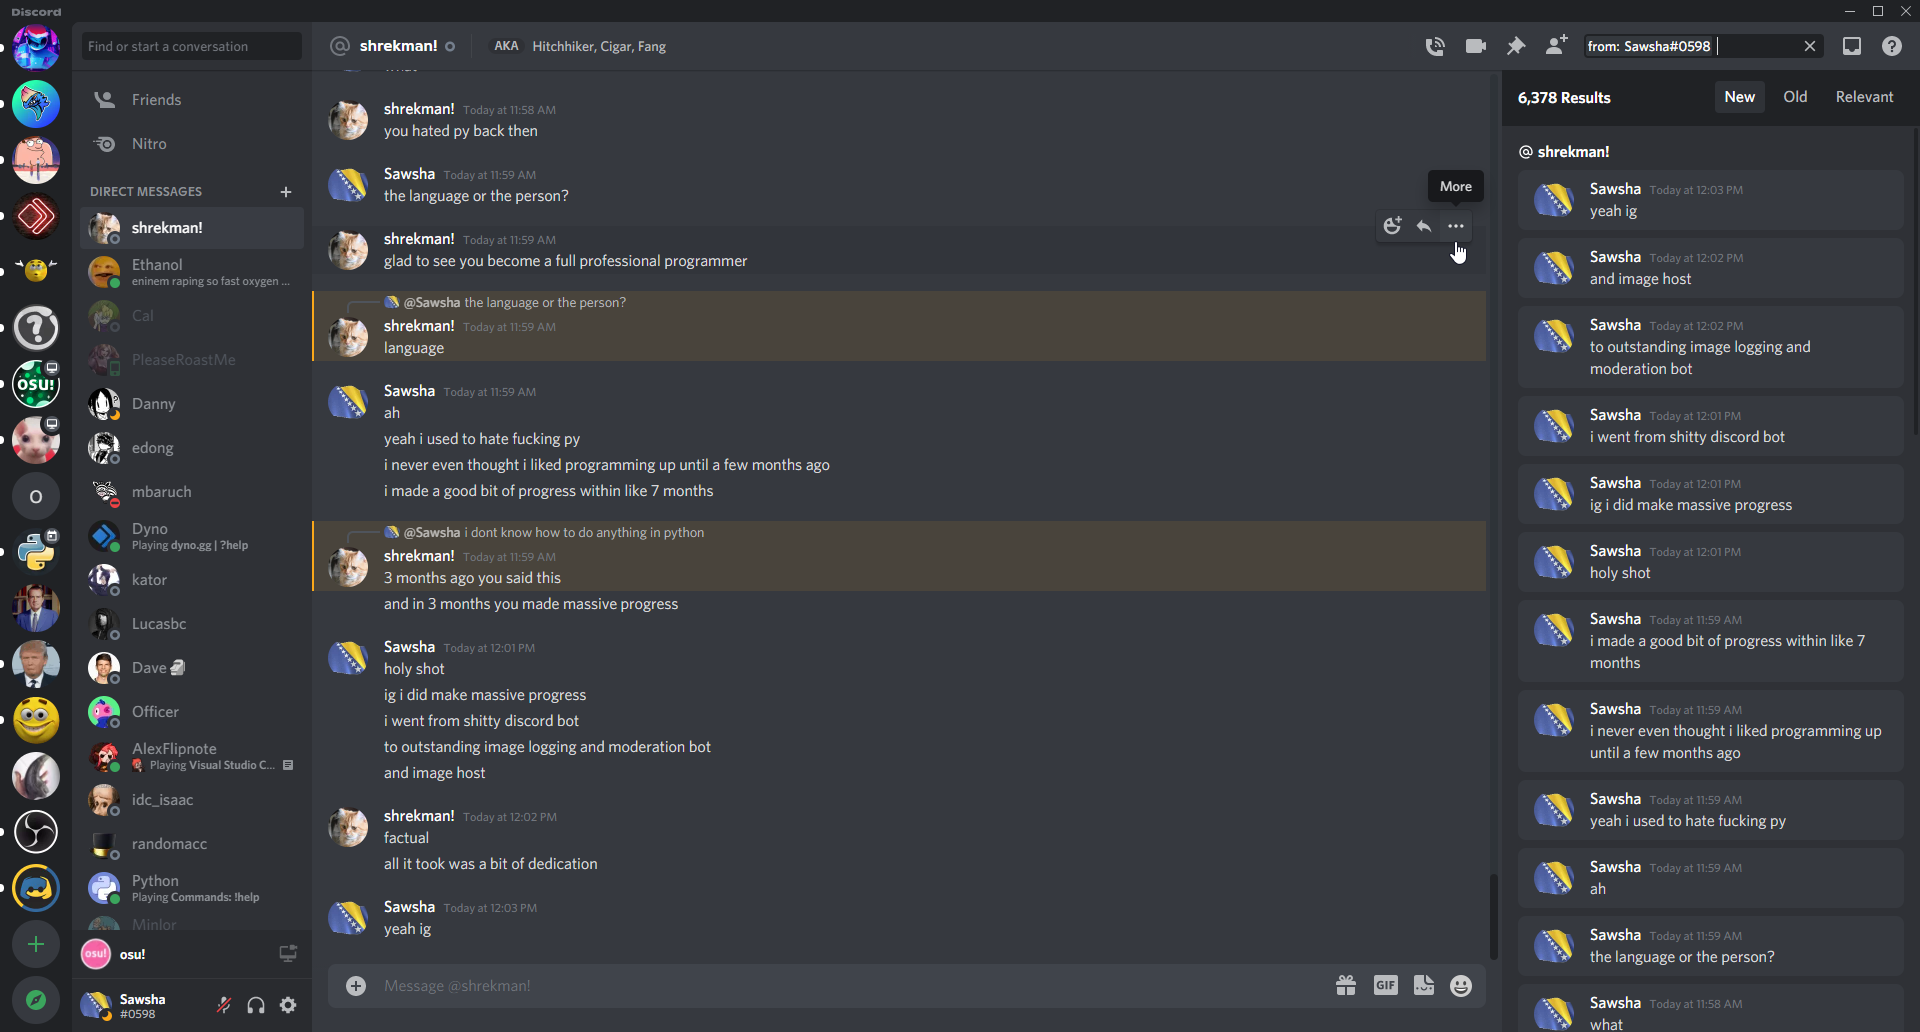 Discord
Find or start a conversation
Friends
Nitro
DIRECT MESSAGES
shrekman!
Ethanol
eninem raping so fast oxygen ...
Cal
PleaseRoastMe
Danny
edong
mbaruch
Dyno
Playing dyno.gg | ?help
kator
Lucasbc
Dave
Officer
AlexFlipnote
Playing Visual Studio C...
idc_isaac
randomacc
Python
Playing Commands: !help
Minlor
osu!
osu!
Sawsha
#0598
OSU!
O
@ shrekman!
AKA Hitchhiker, Cigar, Fang
from: Sawsha#0598
shrekman! Today at 11:58 AM
you hated py back then
Sawsha Today at 11:59 AM
the language or the person?
More
shrekman! Today at 11:59 AM
glad to see you become a full professional programmer
@Sawsha the language or the person?
shrekman! Today at 11:59 AM
language
Sawsha Today at 11:59 AM
ah
yeah i used to hate fucking py
i never even thought i liked programming up until a few months ago
i made a good bit of progress within like 7 months
@Sawsha i dont know how to do anything in python
shrekman! Today at 11:59 AM
3 months ago you said this
and in 3 months you made massive progress
Sawsha Today at 12:01 PM
holy shot
ig i did make massive progress
i went from shitty discord bot
to outstanding image logging and moderation bot
and image host
shrekman! Today at 12:02 PM
factual
all it took was a bit of dedication
Sawsha Today at 12:03 PM
yeah ig
Message @shrekman!
GIF
6,378 Results
New
Old
Relevant
@ shrekman!
Sawsha Today at 12:03 PM
yeah ig
Sawsha Today at 12:02 PM
and image host
Sawsha Today at 12:02 PM
to outstanding image logging and
moderation bot
Sawsha Today at 12:01 PM
i went from shitty discord bot
Sawsha Today at 12:01 PM
ig i did make massive progress
Sawsha Today at 12:01 PM
holy shot
Sawsha Today at 11:59 AM
i made a good bit of progress within like 7
months
Sawsha Today at 11:59 AM
i never even thought i liked programming up
until a few months ago
Sawsha Today at 11:59 AM
yeah i used to hate fucking py
Sawsha Today at 11:59 AM
ah
Sawsha Today at 11:59 AM
the language or the person?
Sawsha Today at 11:58 AM
what